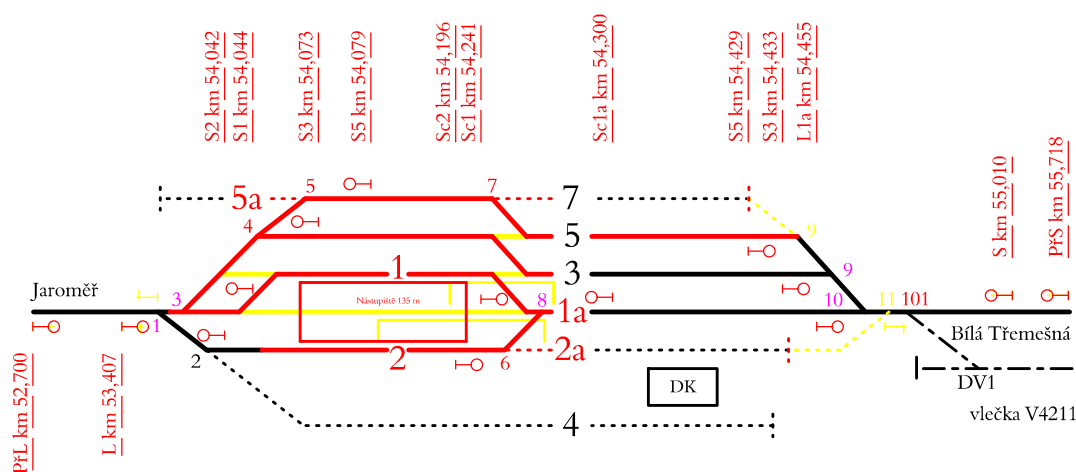 S2 km 54,042
S1 km 54,044
S3 km 54,073
S5 km 54,079
Sc2 km 54,196
Sc1 km 54,241
Sc1a km 54,300
S5 km 54,429
S3 km 54,433
L1a km 54,455
S km 55,010
PřS km 55,718
5a
5
7
7
4
5
9
1
3
9
Jaroměř
Nástupiště 135 m
1
3
8
1a
10
11
101
Bílá Třemešná
2
2
6
2a
DK
DV1
vlečka V4211
4
PřL km 52,700
L km 53,407